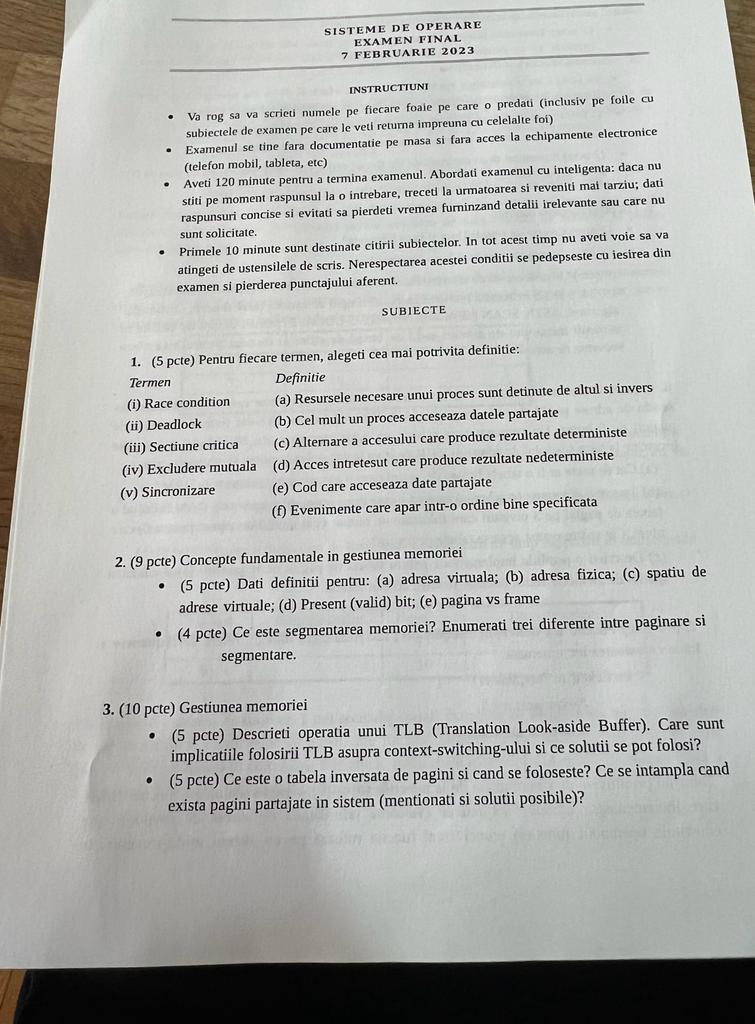 SISTEME DE OPERARE
EXAMEN FINAL
7 FEBRUARIE 2023
INSTRUCTIUNI
• Va rog sa va scrieti numele pe fiecare foaie pe care o predati (inclusiv pe foile cu
subiectele de examen pe care le veti returna impreuna cu celelalte foi)
• Examenul se tine fara documentatie pe masa si fara acces la echipamente electronice
(telefon mobil, tableta, etc)
• Aveti 120 minute pentru a termina examenul. Abordati examenul cu inteligenta: daca nu
stiti pe moment raspunsul la o intrebare, treceti la urmatoarea si reveniti mai tarziu; dati
raspunsuri concise si evitati sa pierdeti vremea furninzand detalii irelevante sau care nu
sunt solicitate.
• Primele 10 minute sunt destinate citirii subiectelor. In tot acest timp nu aveti voie sa va
atingeti de ustensilele de scris. Nerespectarea acestei conditii se pedepseste cu iesirea din
examen si pierderea punctajului aferent.
SUBIECTE
1. (5 pcte) Pentru fiecare termen, alegeti cea mai potrivita definitie:
Termen Definitie
(i) Race condition (a) Resursele necesare unui proces sunt detinute de altul si invers
(ii) Deadlock (b) Cel mult un proces acceseaza datele partajate
(iii) Sectiune critica (c) Alternare a accesului care produce rezultate deterministe
(iv) Excludere mutuala (d) Acces intretesut care produce rezultate nedeterministe
(v) Sincronizare (e) Cod care acceseaza date partajate
(f) Evenimente care apar intr-o ordine bine specificata
2. (9 pcte) Concepte fundamentale in gestiunea memoriei
• (5 pcte) Dati definitii pentru: (a) adresa virtuala; (b) adresa fizica; (c) spatiu de
adrese virtuale; (d) Present (valid) bit; (e) pagina vs frame
• (4 pcte) Ce este segmentarea memoriei? Enumerati trei diferente intre paginare si
segmentare.
3. (10 pcte) Gestiunea memoriei
• (5 pcte) Descrieti operatia unui TLB (Translation Look-aside Buffer). Care sunt
implicatiile folosirii TLB asupra context-switching-ului si ce solutii se pot folosi?
• (5 pcte) Ce este o tabela inversata de pagini si cand se foloseste? Ce se intampla cand
exista pagini partajate in sistem (mentionati si solutii posibile)?